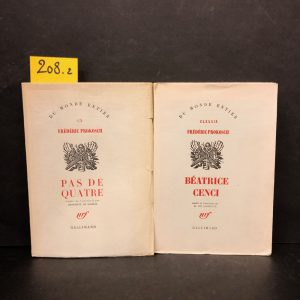 208.2
DU MONDE ENTIER
FRÉDÉRIC PROKOSCH
PAS DE
QUATRE
nrf
GALLIMARD
DU MONDE ENTIER
FRÉDÉRIC PROKOSCH
BÉATRICE
CENCI
nrf
GALLIMARD